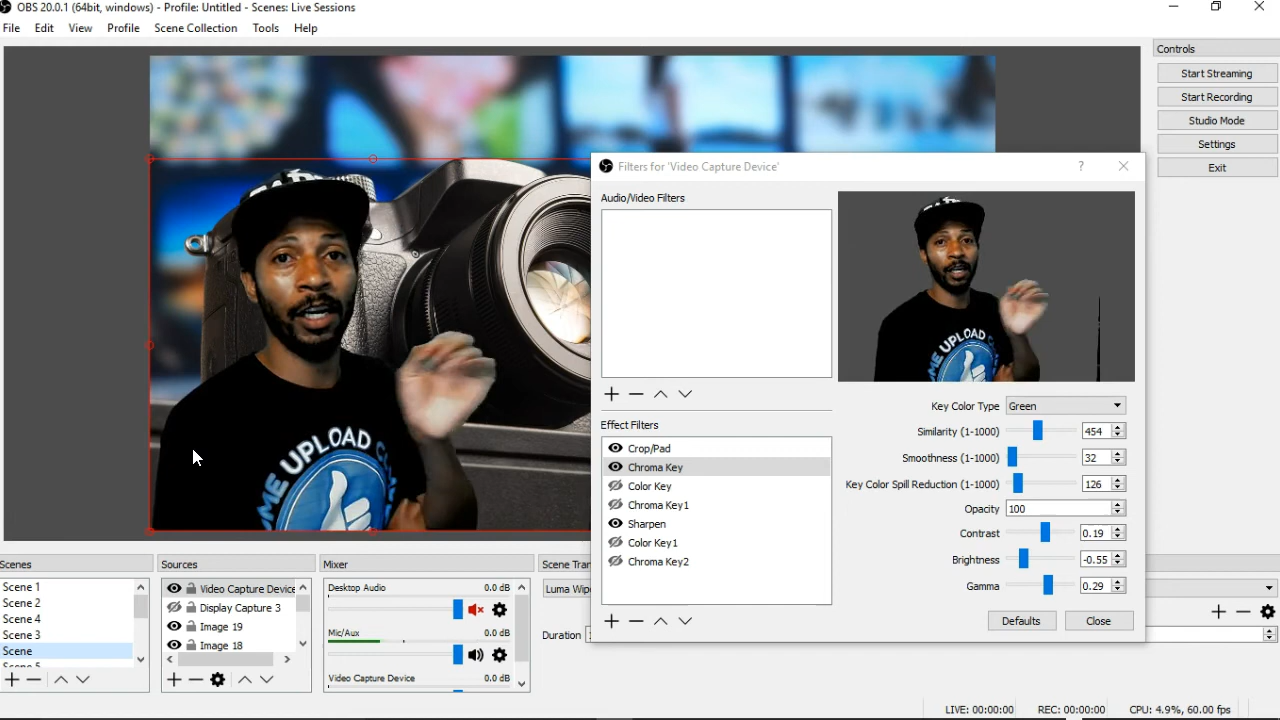 OBS 20.0.1 (64bit, windows) - Profile: Untitled - Scenes: Live Sessions
File Edit View Profile Scene Collection Tools Help
Controls
Start Streaming
Start Recording
Studio Mode
Settings
Exit
Filters for 'Video Capture Device'
?
Audio/Video Filters
UPLOAD
Effect Filters
Crop/Pad
Chroma Key
Color Key
Chroma Key1
Sharpen
Color Key1
Chroma Key2
Key Color Type Green
Similarity (1-1000) 454
Smoothness (1-1000) 32
Key Color Spill Reduction (1-1000) 126
Opacity 100
Contrast 0.19
Brightness -0.55
Gamma 0.29
Defaults Close
ME UPLOAD
Scenes
Scene 1
Scene 2
Scene 4
Scene 3
Scene
Scene 5
Sources
Video Capture Device
Display Capture 3
Image 19
Image 18
Mixer
Desktop Audio 0.0 dB
Mic/Aux 0.0 dB
Video Capture Device 0.0 dB
Scene Tran
Luma Wipe
Duration
LIVE: 00:00:00 REC: 00:00:00 CPU: 4.9%, 60.00 fps